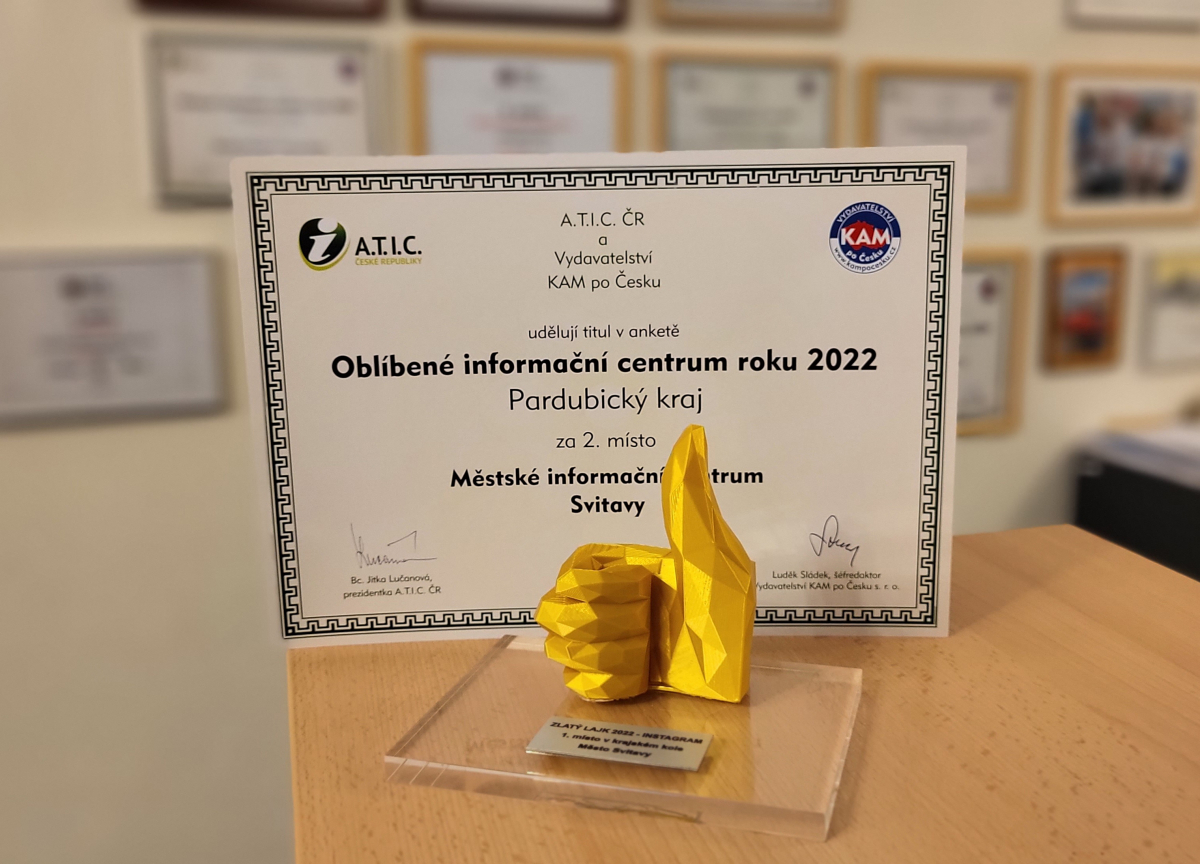 A.T.I.C.
ČESKÉ REPUBLIKY
A.T.I.C. ČR
a
Vydavatelství
KAM po Česku
VYDAVATELSTVÍ
KAM
po Česku
www.kampocesku.cz
udělují titul v anketě
Oblíbené informační centrum roku 2022
Pardubický kraj
za 2. místo
Městské informační ntrum
Svitavy
Bc. Jitka Lučanová,
prezidentka A.T.I.C. ČR
Luděk Sládek, šéfredaktor
Vydavatelství KAM po Česku s. r. o.
ZLATÝ LAJK 2022 - INSTAGRAM
1. místo v krajském kole
Město Svitavy